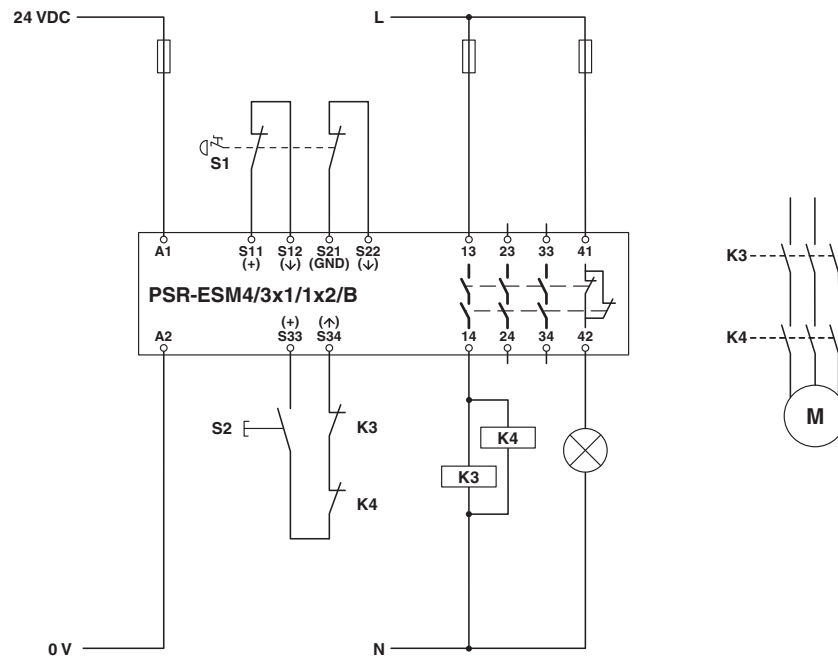 24 VDC L
S1
A1 S11 S12 S21 S22 13 23 33 41
(+) (↓) (GND) (↓)
PSR-ESM4/3x1/1x2/B
(+) (↑)
A2 S33 S34 14 24 34 42
K3
K4
M
S2 K3
K4
K3
K4
0 V N